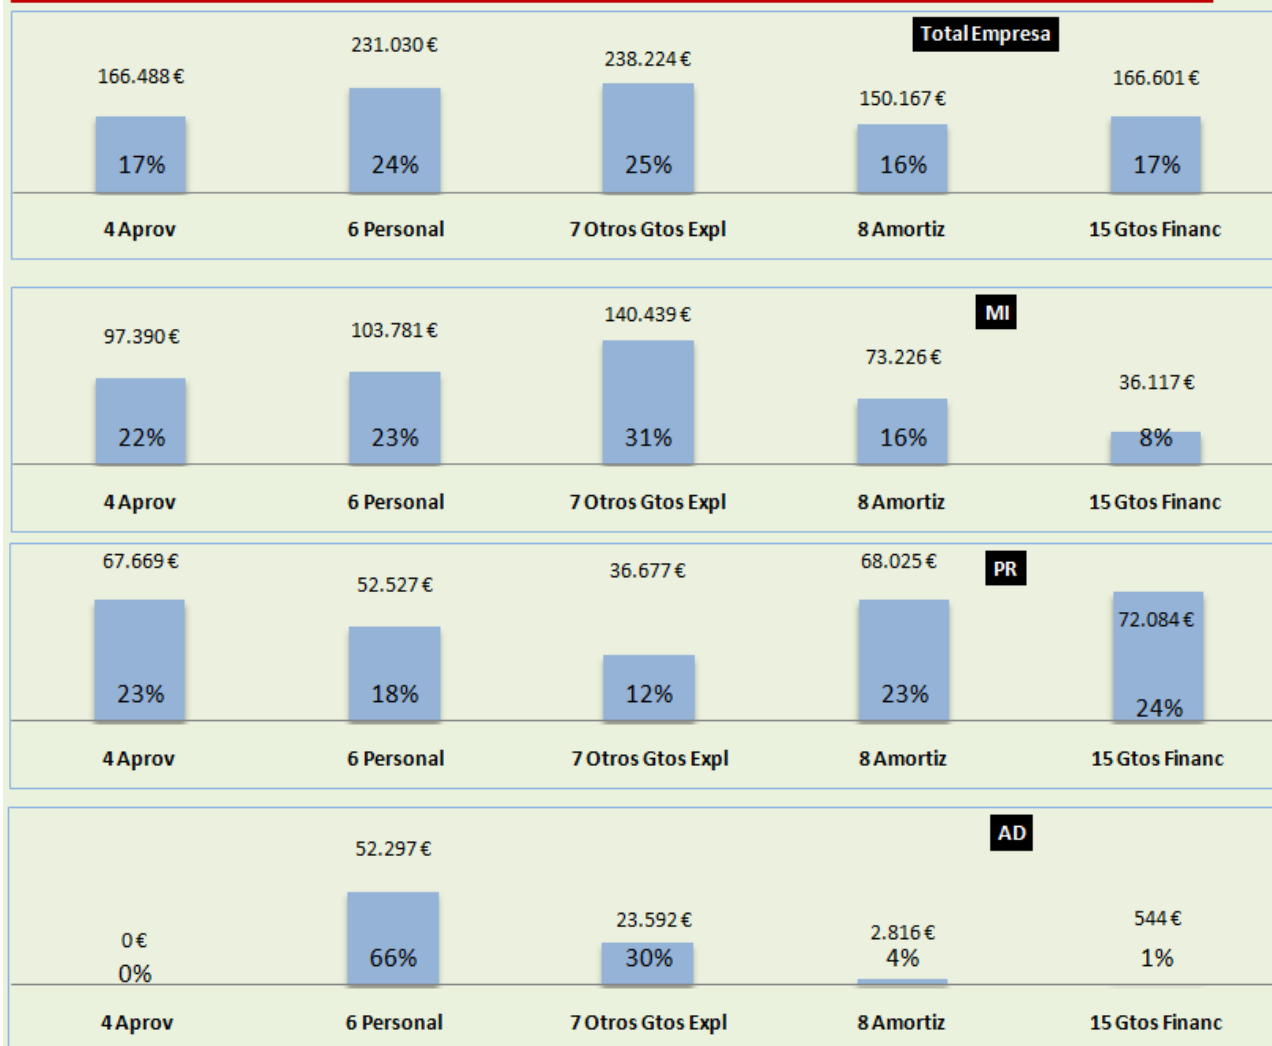 Total Empresa
166.488 € 231.030 € 238.224 € 150.167 € 166.601 €
17% 24% 25% 16% 17%
4 Aprov 6 Personal 7 Otros Gtos Expl 8 Amortiz 15 Gtos Financ
MI
97.390 € 103.781 € 140.439 € 73.226 € 36.117 €
22% 23% 31% 16% 8%
4 Aprov 6 Personal 7 Otros Gtos Expl 8 Amortiz 15 Gtos Financ
PR
67.669 € 52.527 € 36.677 € 68.025 € 72.084 €
23% 18% 12% 23% 24%
4 Aprov 6 Personal 7 Otros Gtos Expl 8 Amortiz 15 Gtos Financ
AD
0 € 52.297 € 23.592 € 2.816 € 544 €
0% 66% 30% 4% 1%
4 Aprov 6 Personal 7 Otros Gtos Expl 8 Amortiz 15 Gtos Financ